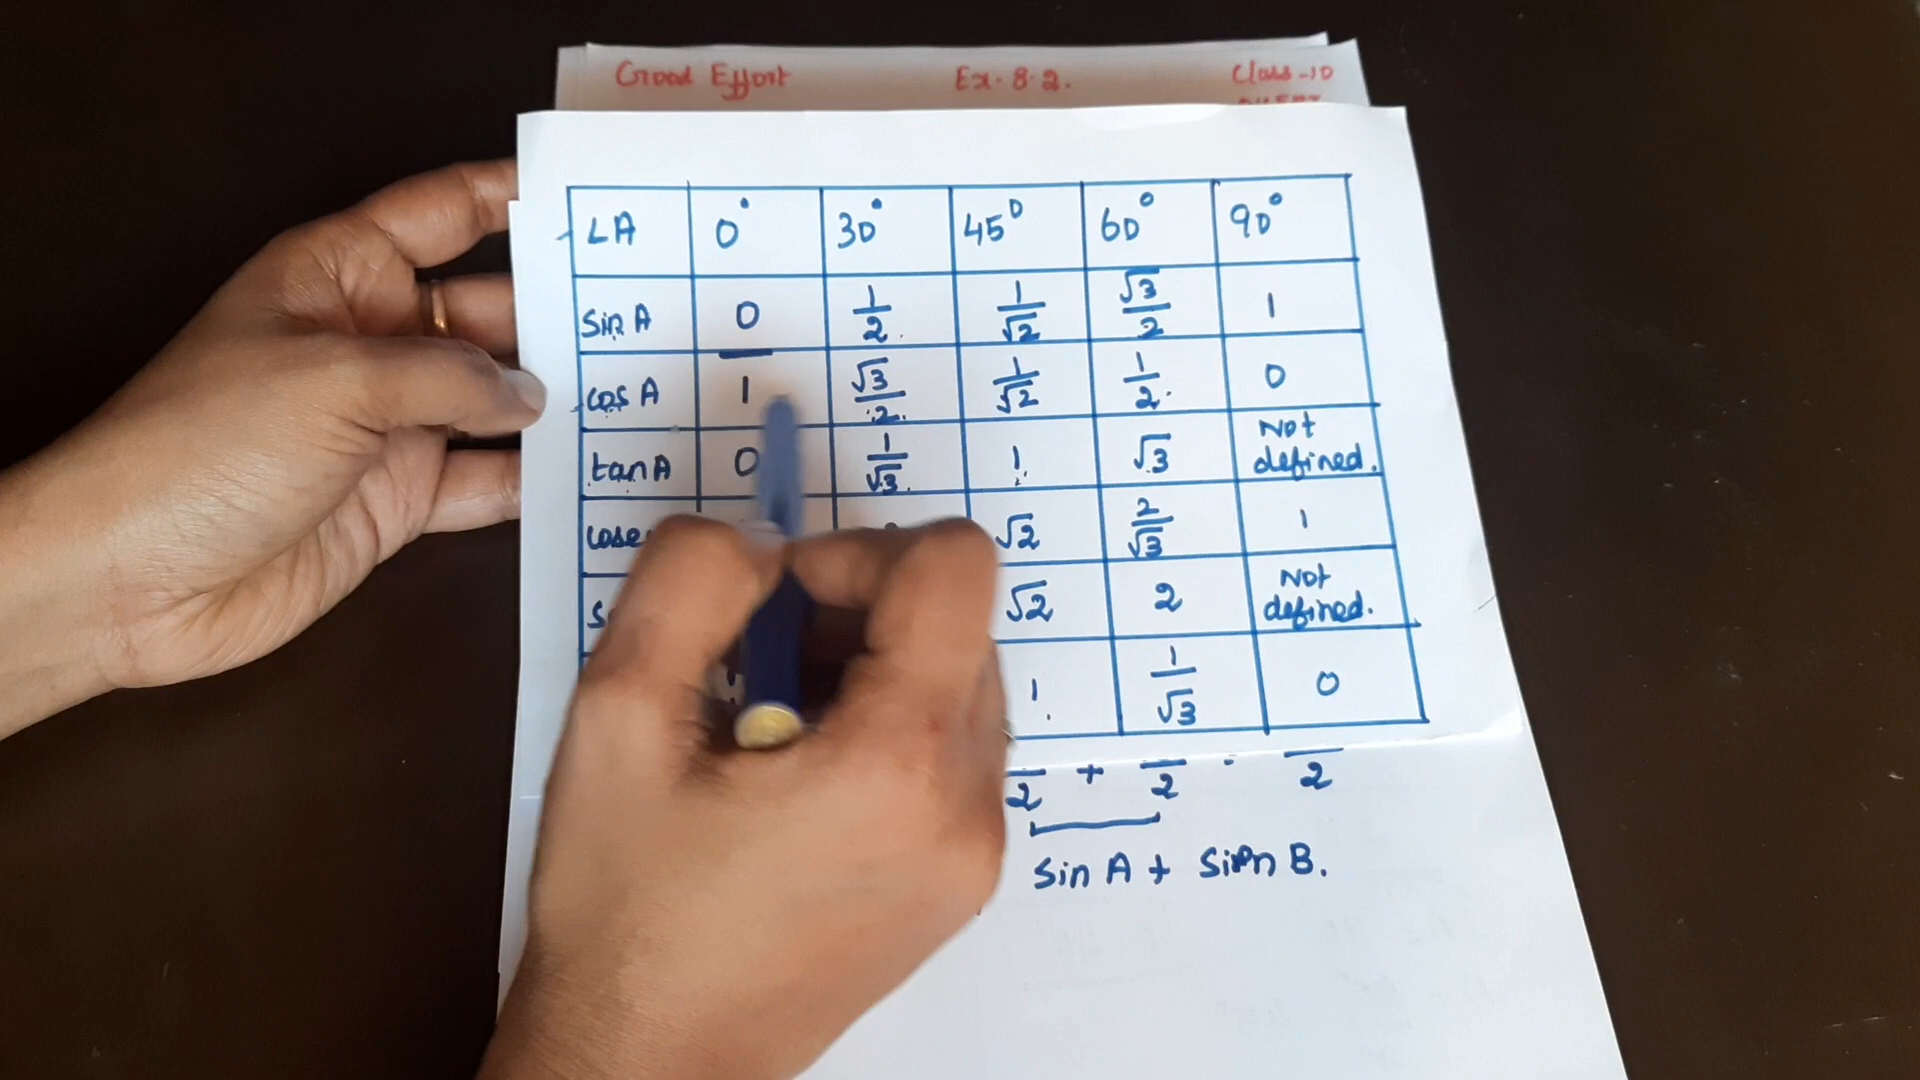 Good Effort Ex. 8.2. Class-10
∠A 0° 30° 45° 60° 90°
Sin A 0 1/2 1/√2 √3/2 1
cos A 1 √3/2 1/√2 1/2 0
tan A 0 1/√3 1 √3 Not defined.
√2 2/√3 1
√2 2 Not defined.
1 1/√3 0
2 + 2 2
Sin A + Sin B.